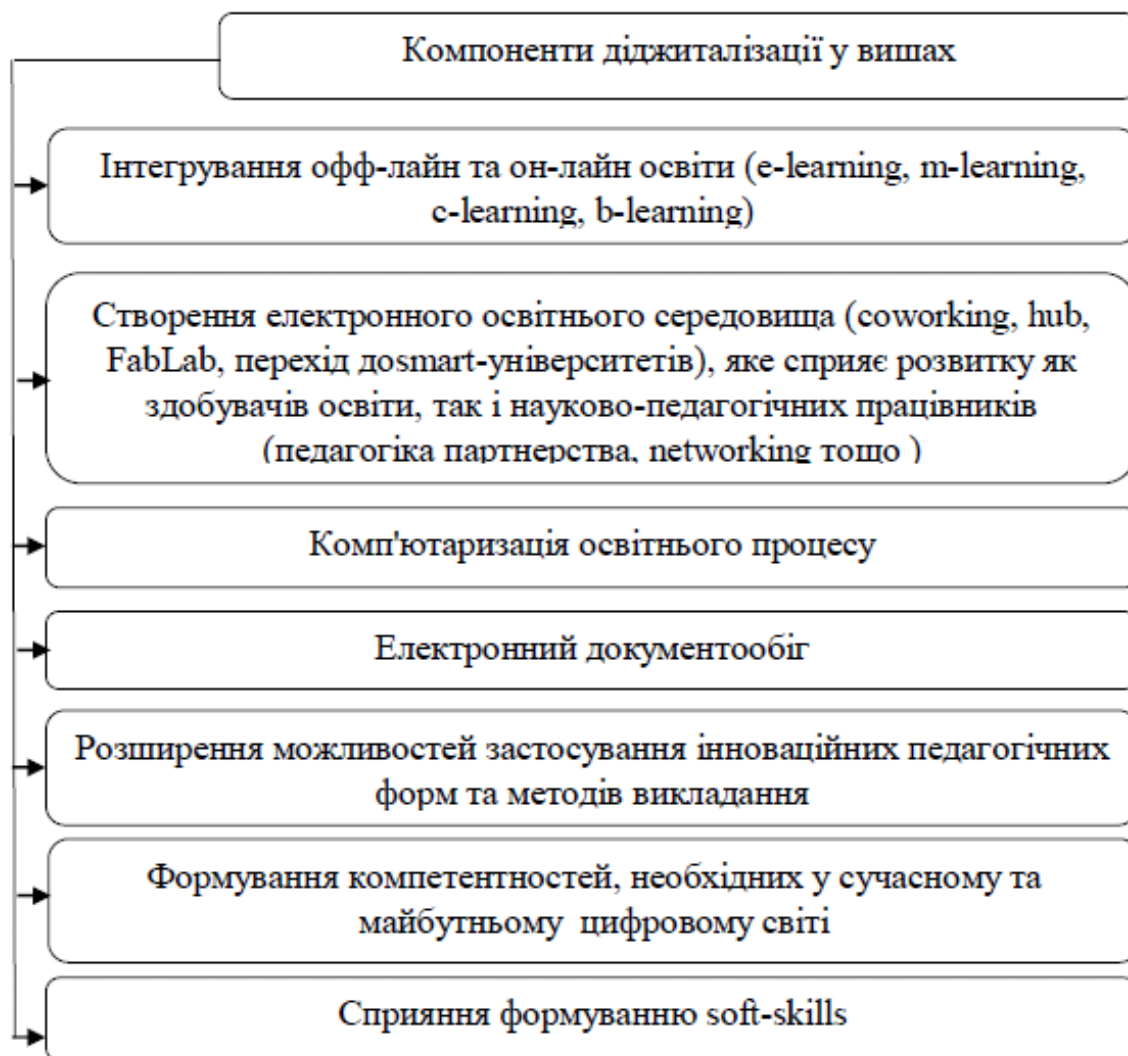 Компоненти діджиталізації у вишах
Інтегрування офф-лайн та он-лайн освіти (e-learning, m-learning,
c-learning, b-learning)
Створення електронного освітнього середовища (coworking, hub,
FabLab, перехід доsmart-університетів), яке сприяє розвитку як
здобувачів освіти, так і науково-педагогічних працівників
(педагогіка партнерства, networking тощо )
Комп'ютаризація освітнього процесу
Електронний документообіг
Розширення можливостей застосування інноваційних педагогічних
форм та методів викладання
Формування компетентностей, необхідних у сучасному та
майбутньому цифровому світі
Сприяння формуванню soft-skills